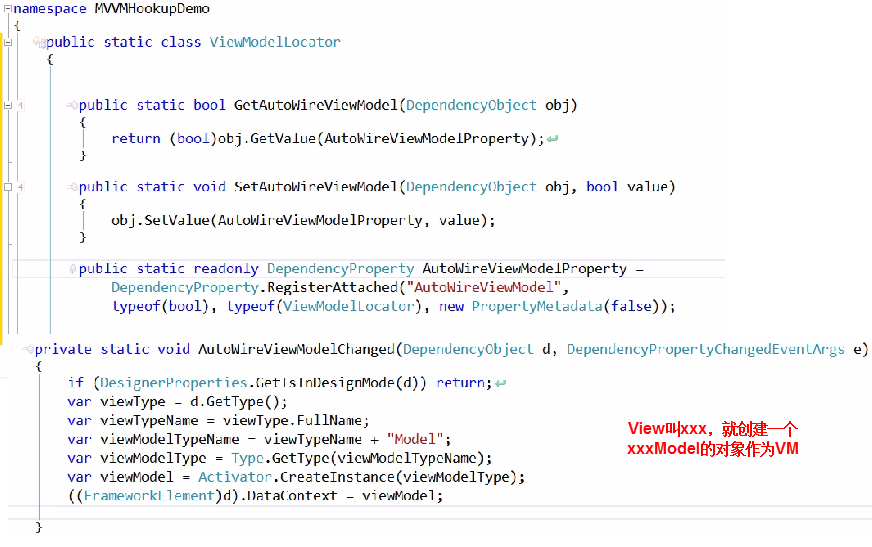 namespace MVVMHookupDemo
{
public static class ViewModelLocator
{
4
public static bool GetAutoWireViewModel(DependencyObject obj)
{
return (bool)obj.GetValue(AutoWireViewModelProperty);
}
4
public static void SetAutoWireViewModel(DependencyObject obj, bool value)
{
obj.SetValue(AutoWireViewModelProperty, value);
}
public static readonly DependencyProperty AutoWireViewModelProperty =
DependencyProperty.RegisterAttached("AutoWireViewModel",
typeof(bool), typeof(ViewModelLocator), new PropertyMetadata(false));
private static void AutoWireViewModelChanged(DependencyObject d, DependencyPropertyChangedEventArgs e)
{
if (DesignerProperties.GetIsInDesignMode(d)) return;
var viewType = d.GetType();
var viewTypeName = viewType.FullName;
var viewModelTypeName = viewTypeName + "Model";
var viewModelType = Type.GetType(viewModelTypeName);
var viewModel = Activator.CreateInstance(viewModelType);
((FrameworkElement)d).DataContext = viewModel;
}
View叫xxx，就创建一个
xxxModel的对象作为VM